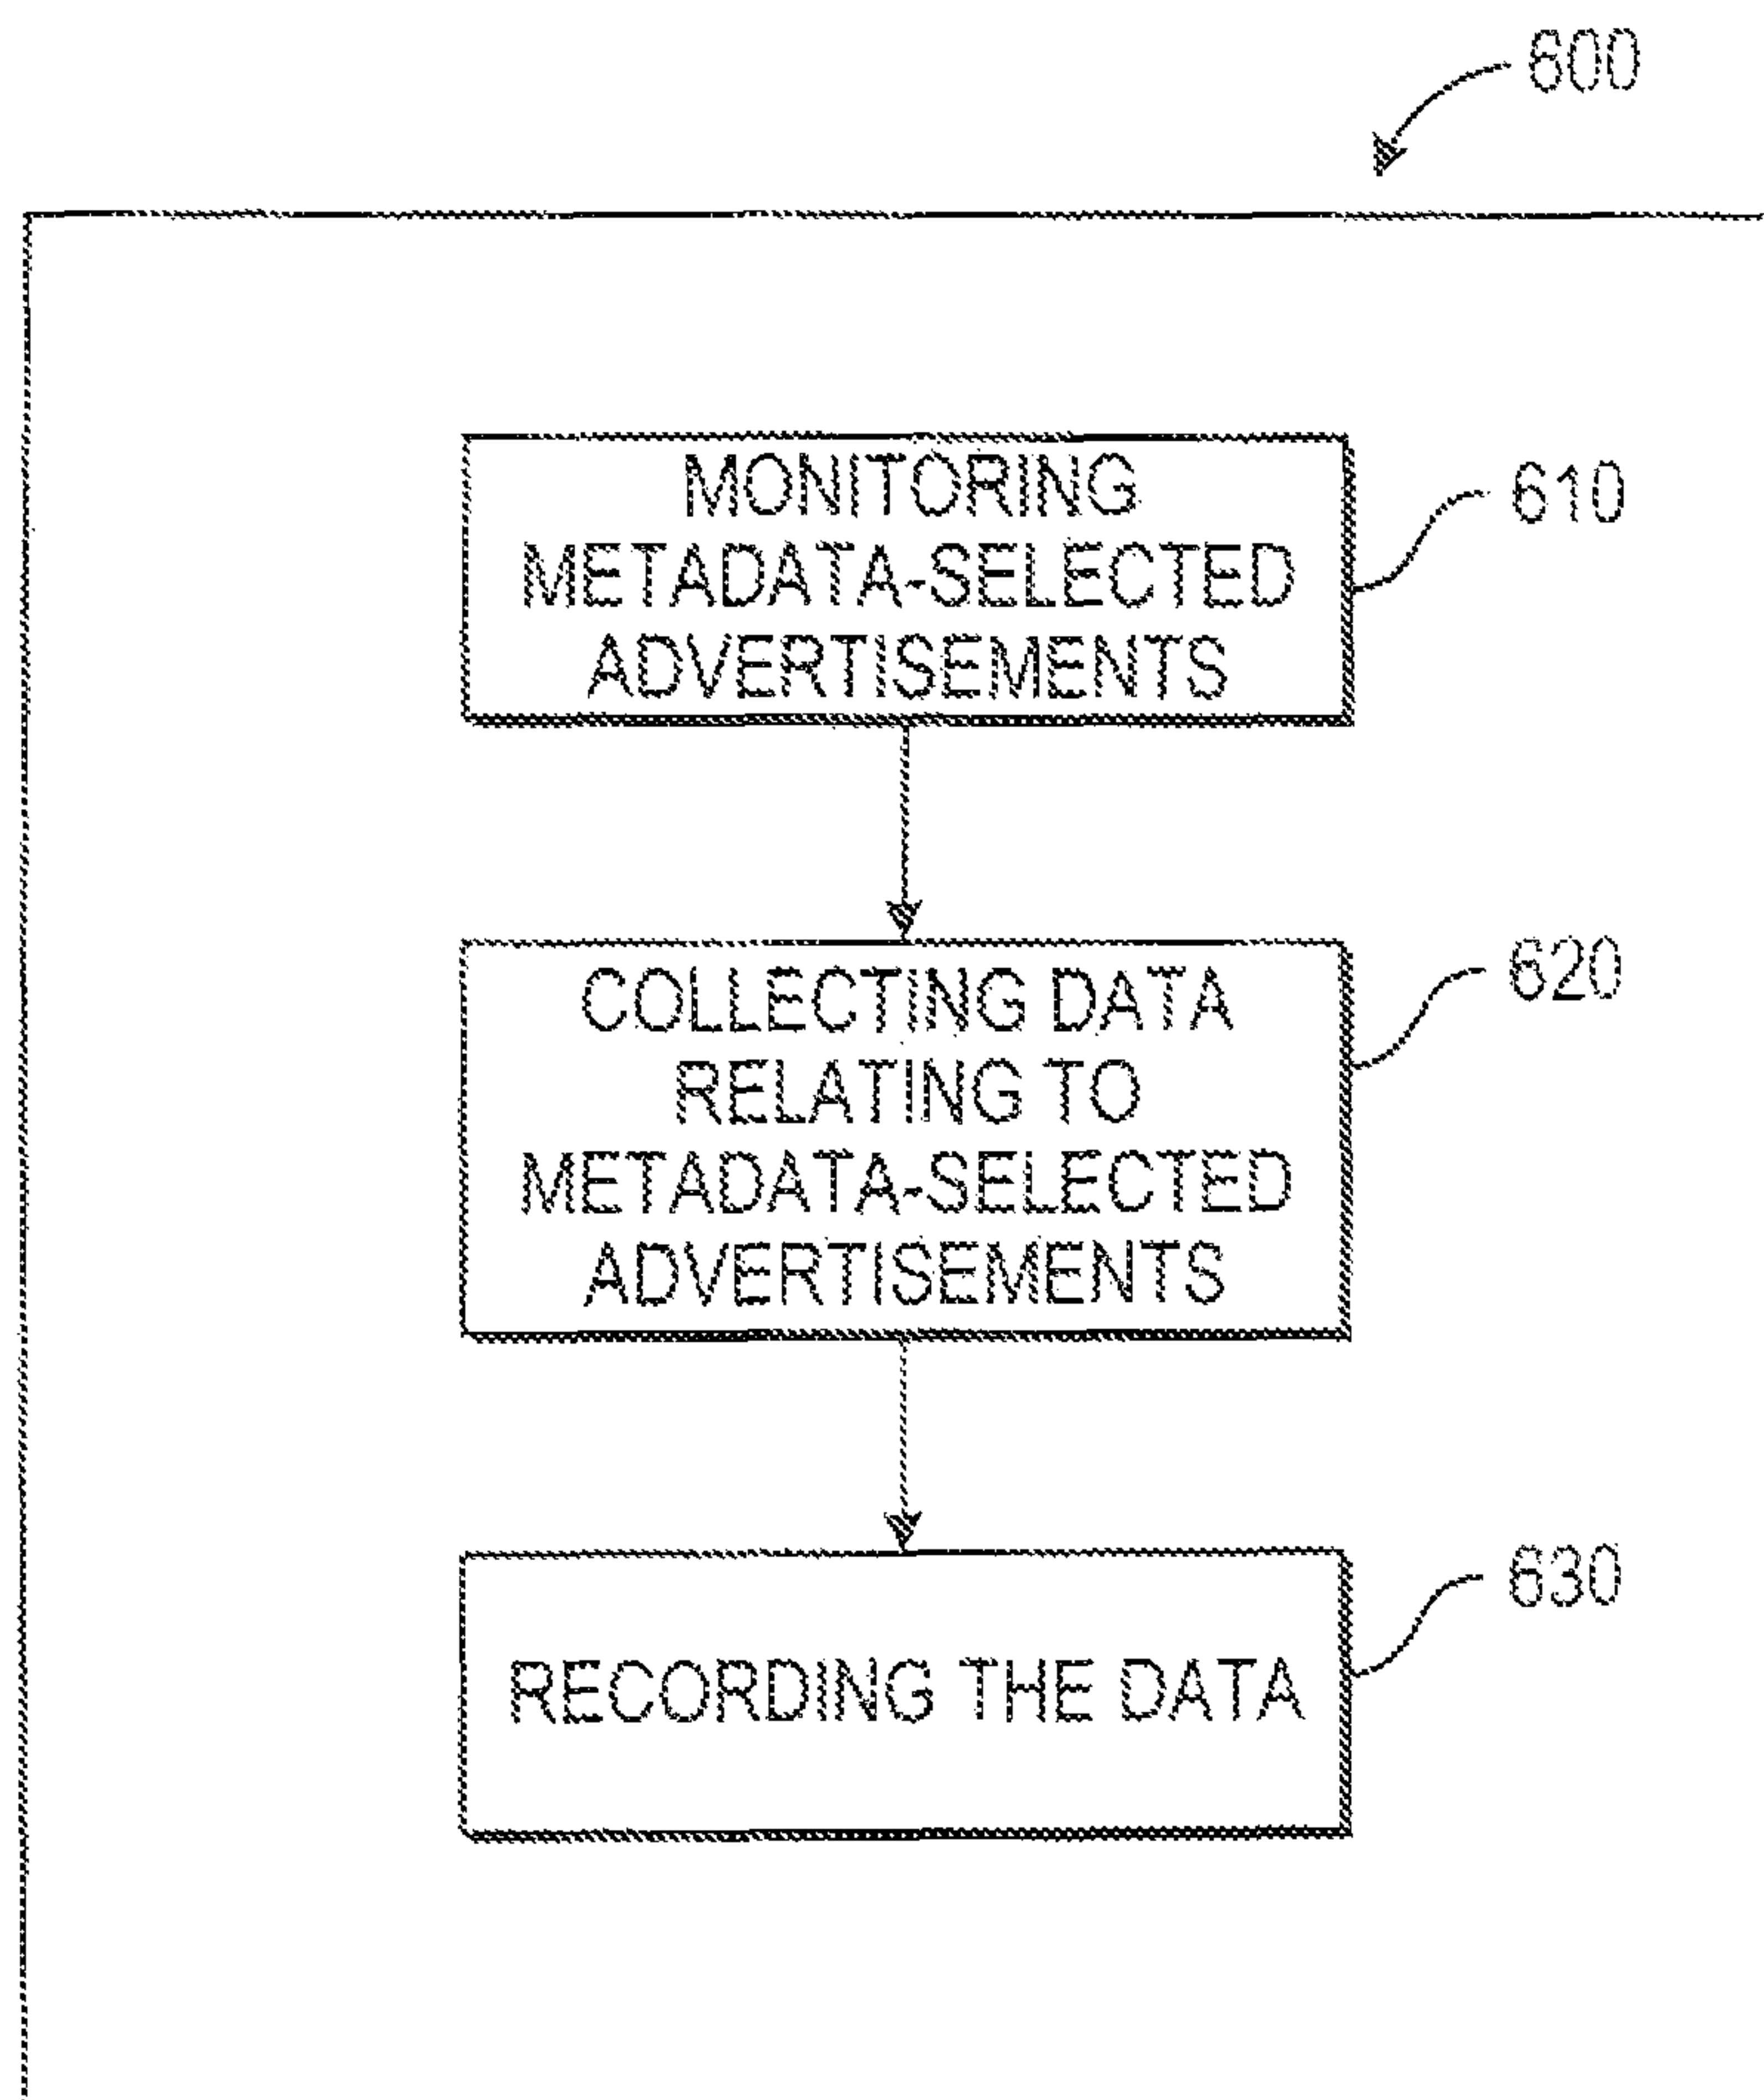 600
MONITORING
METADATA-SELECTED
ADVERTISEMENTS
610
COLLECTING DATA
RELATING TO
METADATA-SELECTED
ADVERTISEMENTS
620
RECORDING THE DATA
630